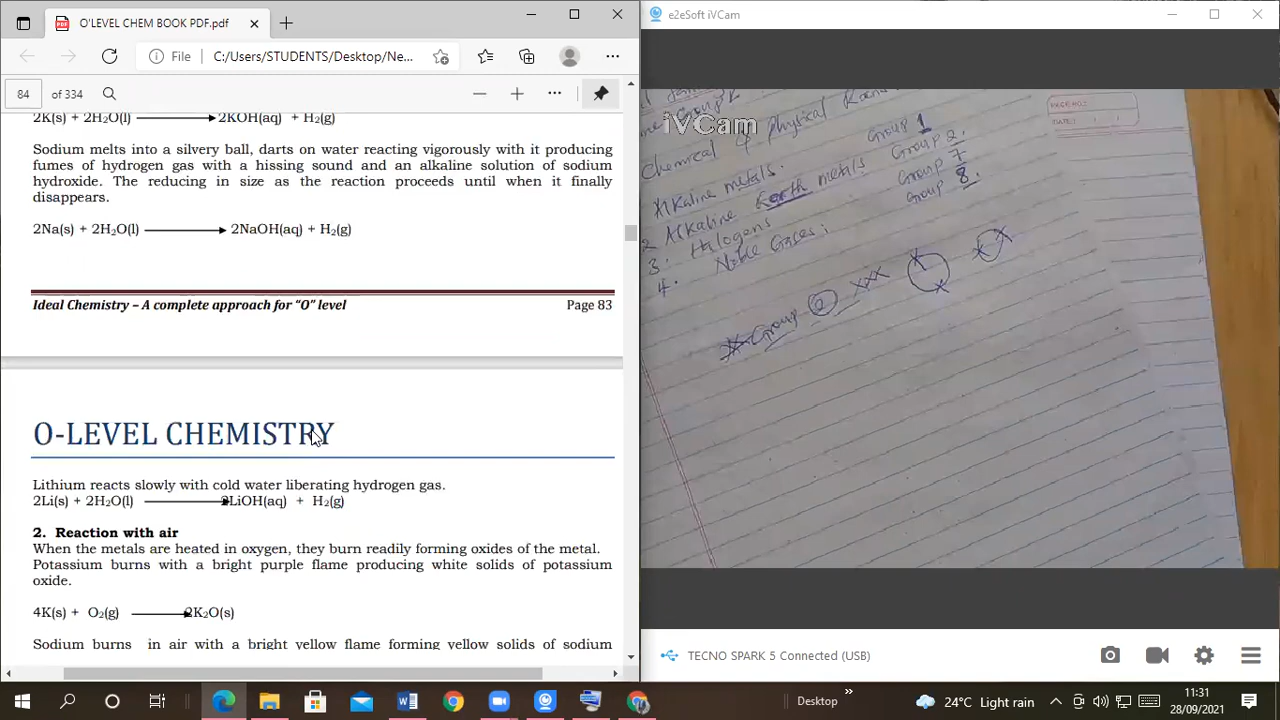 O'LEVEL CHEM BOOK PDF.pdf
File C:/Users/STUDENTS/Desktop/Ne...
84 of 334
2K(s) + 2H₂O(l) → 2KOH(aq) + H₂(g)
Sodium melts into a silvery ball, darts on water reacting vigorously with it producing
fumes of hydrogen gas with a hissing sound and an alkaline solution of sodium
hydroxide. The reducing in size as the reaction proceeds until when it finally
disappears.
2Na(s) + 2H₂O(l) → 2NaOH(aq) + H₂(g)
Ideal Chemistry – A complete approach for "O" level Page 83
O-LEVEL CHEMISTRY
Lithium reacts slowly with cold water liberating hydrogen gas.
2Li(s) + 2H₂O(l) → 2LiOH(aq) + H₂(g)
2. Reaction with air
When the metals are heated in oxygen, they burn readily forming oxides of the metal.
Potassium burns with a bright purple flame producing white solids of potassium
oxide.
4K(s) + O₂(g) → 2K₂O(s)
Sodium burns in air with a bright yellow flame forming yellow solids of sodium
e2eSoft iVCam
iVCam
Chemical & physical
Alkaline metals. Group 1
2 Alkaline Earth metals Group 2.
3. Halogons Group 7
4. Noble Gases; Group 8.
Group 2 xxx
TECNO SPARK 5 Connected (USB)
Desktop
24°C Light rain
11:31
28/09/2021